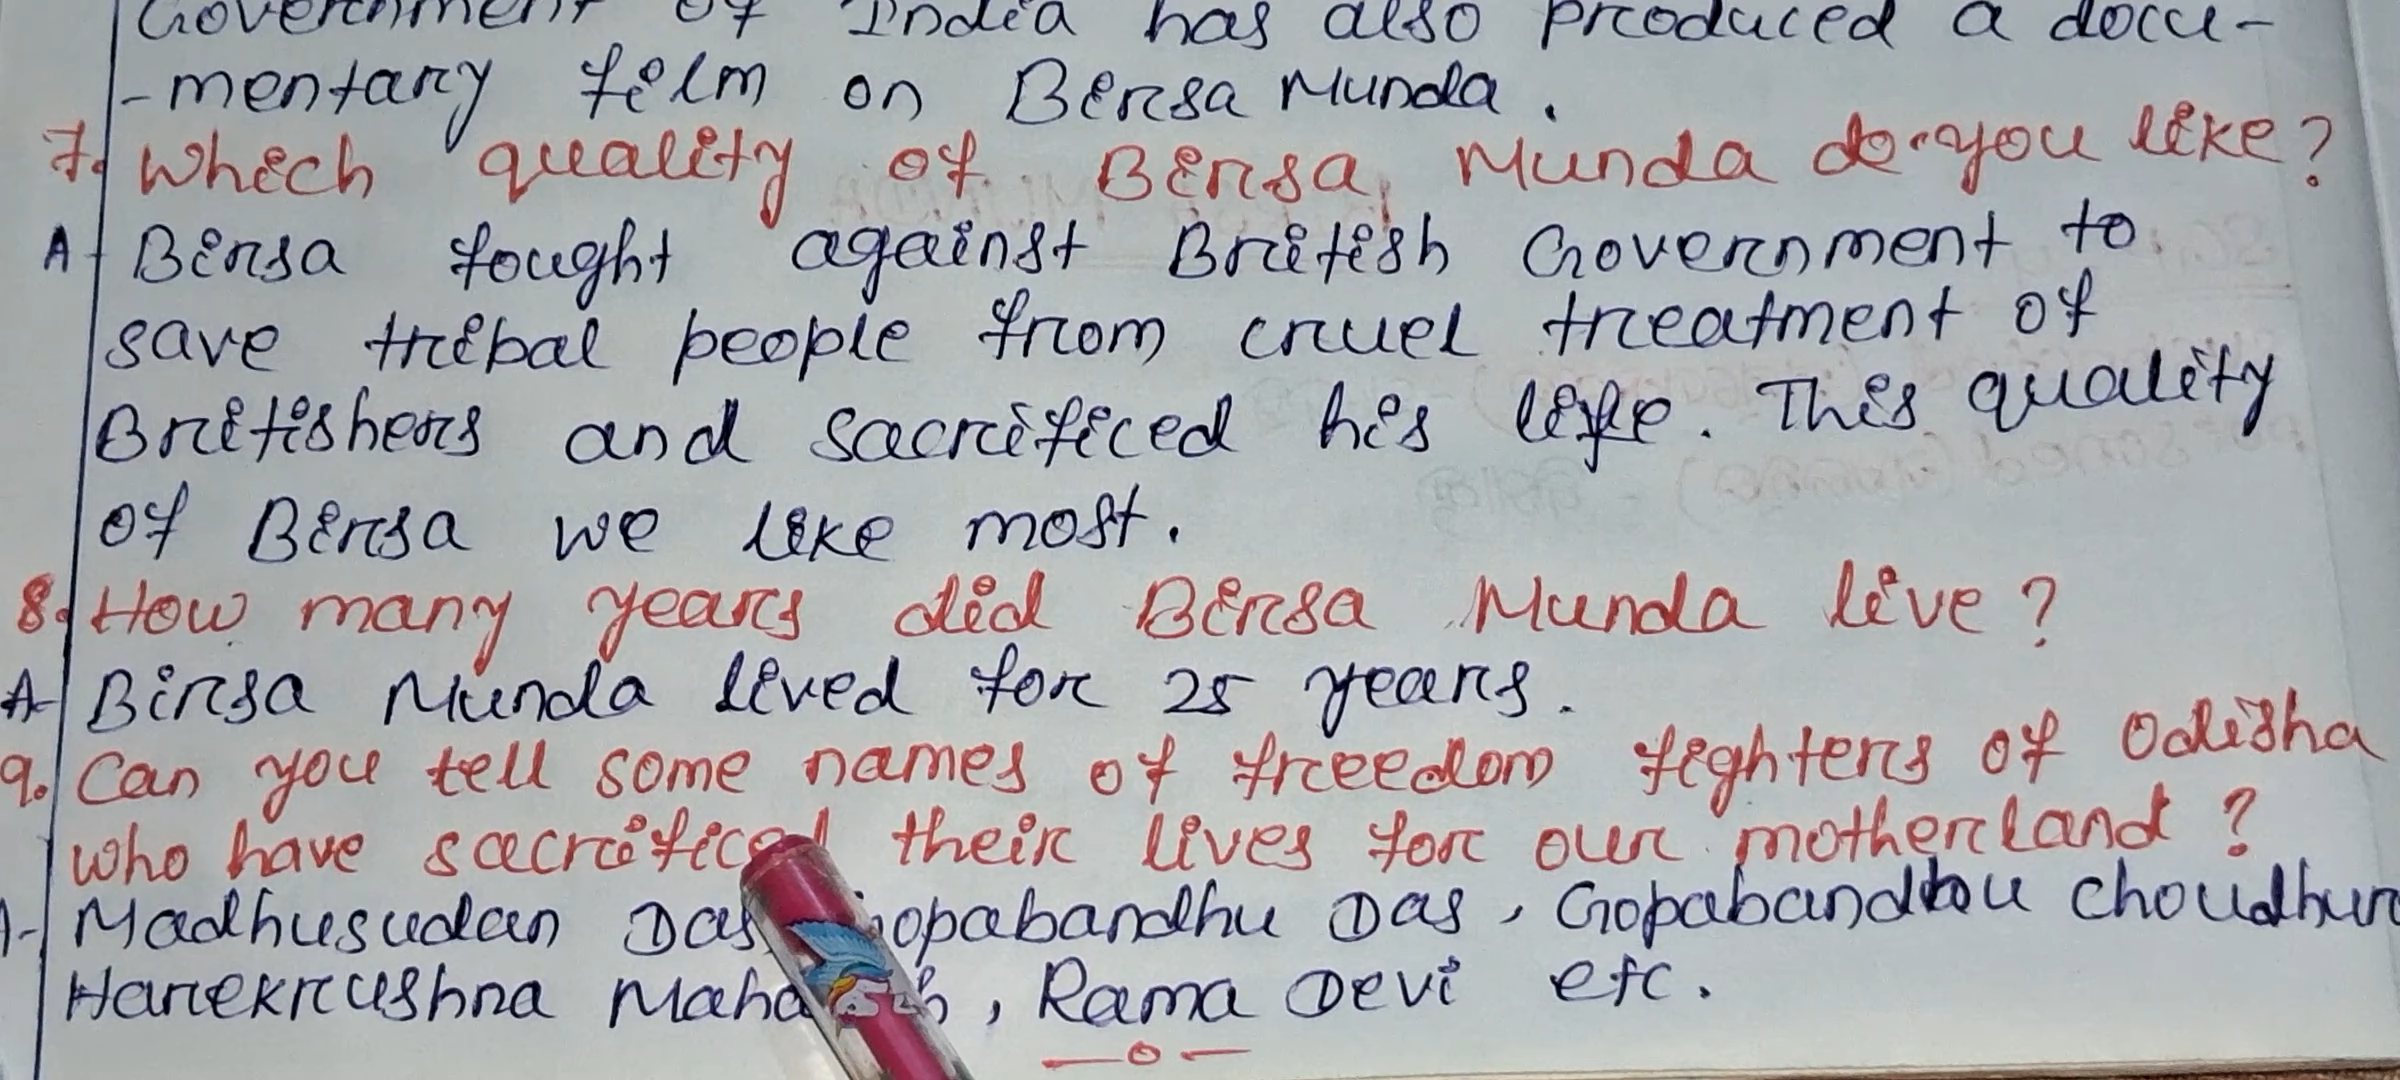 Government of India has also produced a docu-
-mentary film on Birsa Munda.
7. Which quality of Birsa Munda do you like?
A- Birsa fought against British Government to
save tribal people from cruel treatment of
Britishers and sacrificed his life. This quality
of Birsa we like most.
8. How many years did Birsa Munda live?
A- Birsa Munda lived for 25 years.
9. Can you tell some names of freedom fighters of Odisha
who have sacrificed their lives for our motherland?
A- Madhusudan Das, Gopabandhu Das, Gopabandhu Choudhur
Harekrushna , Rama Devi etc.